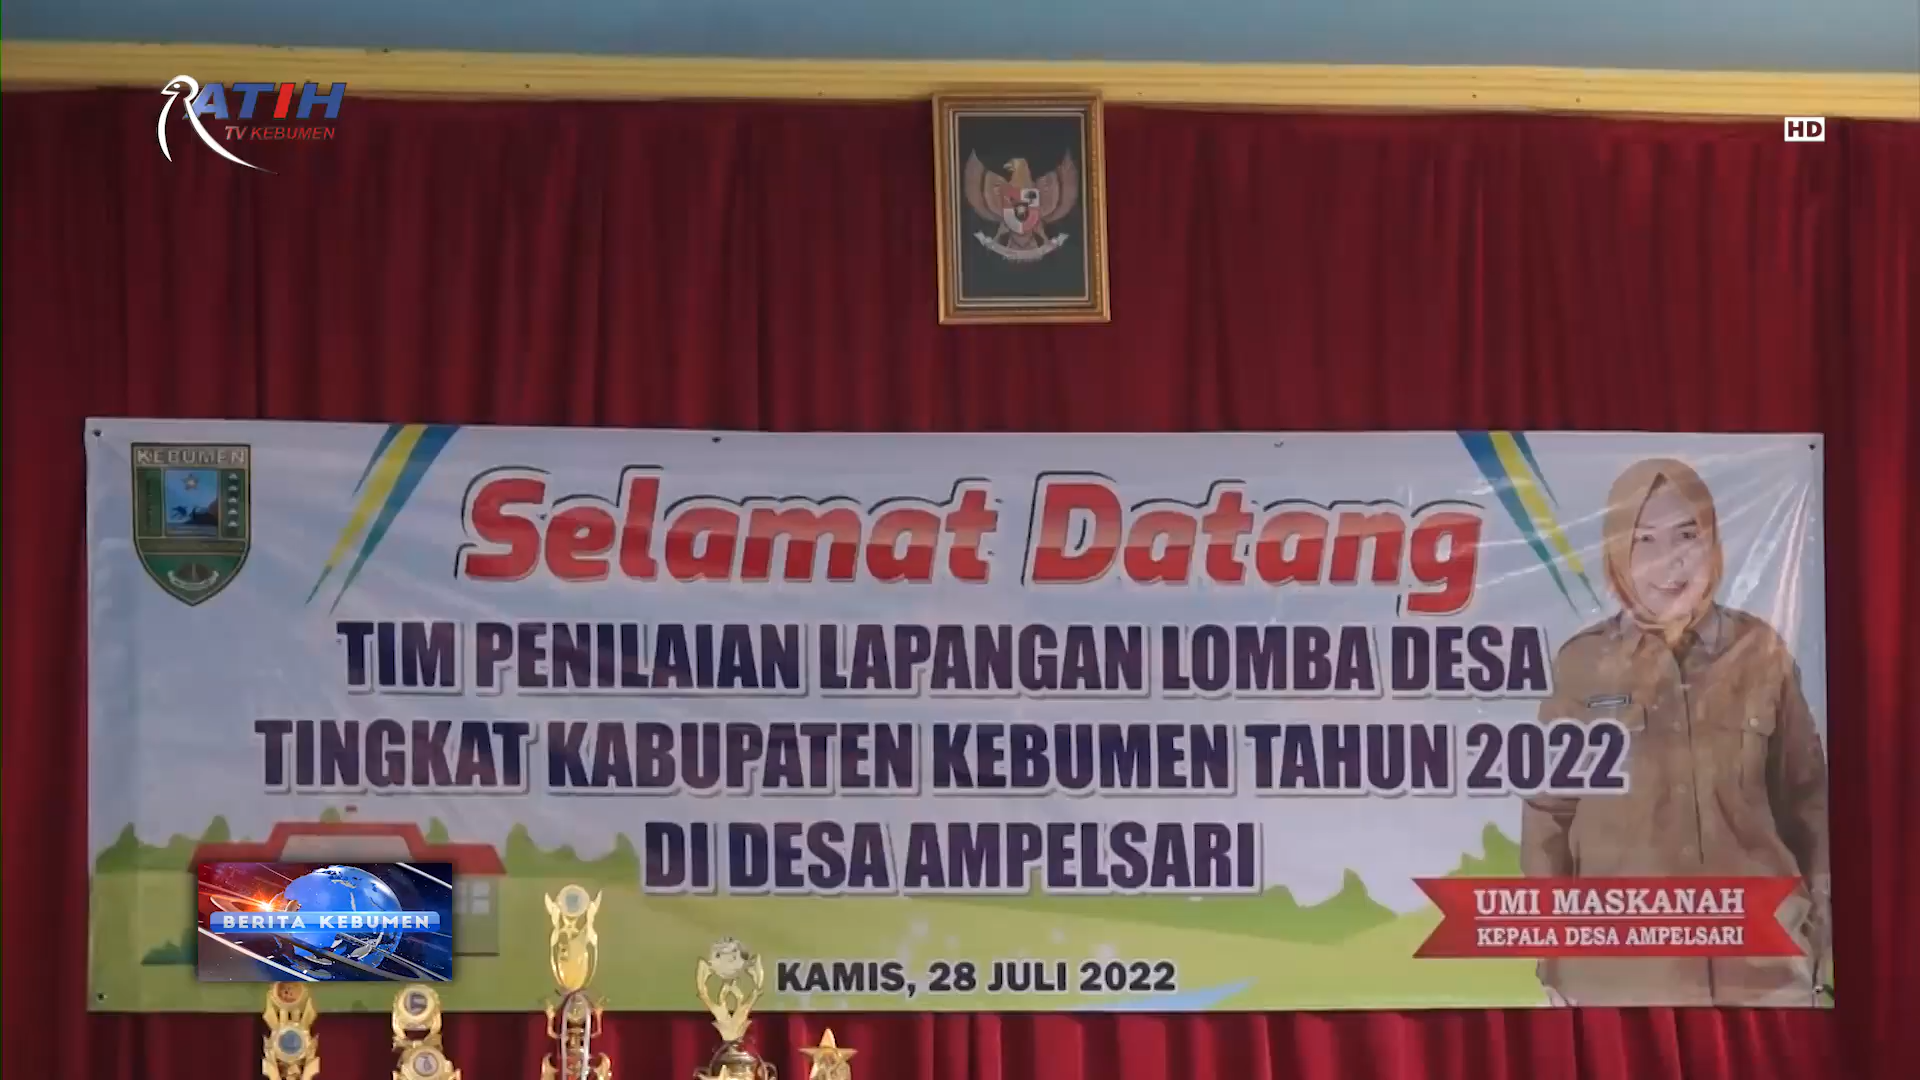 RATIH
TV KEBUMEN
HD
KEBUMEN
Selamat Datang
TIM PENILAIAN LAPANGAN LOMBA DESA
TINGKAT KABUPATEN KEBUMEN TAHUN 2022
DI DESA AMPELSARI
UMI MASKANAH
KEPALA DESA AMPELSARI
BERITA KEBUMEN
KAMIS, 28 JULI 2022